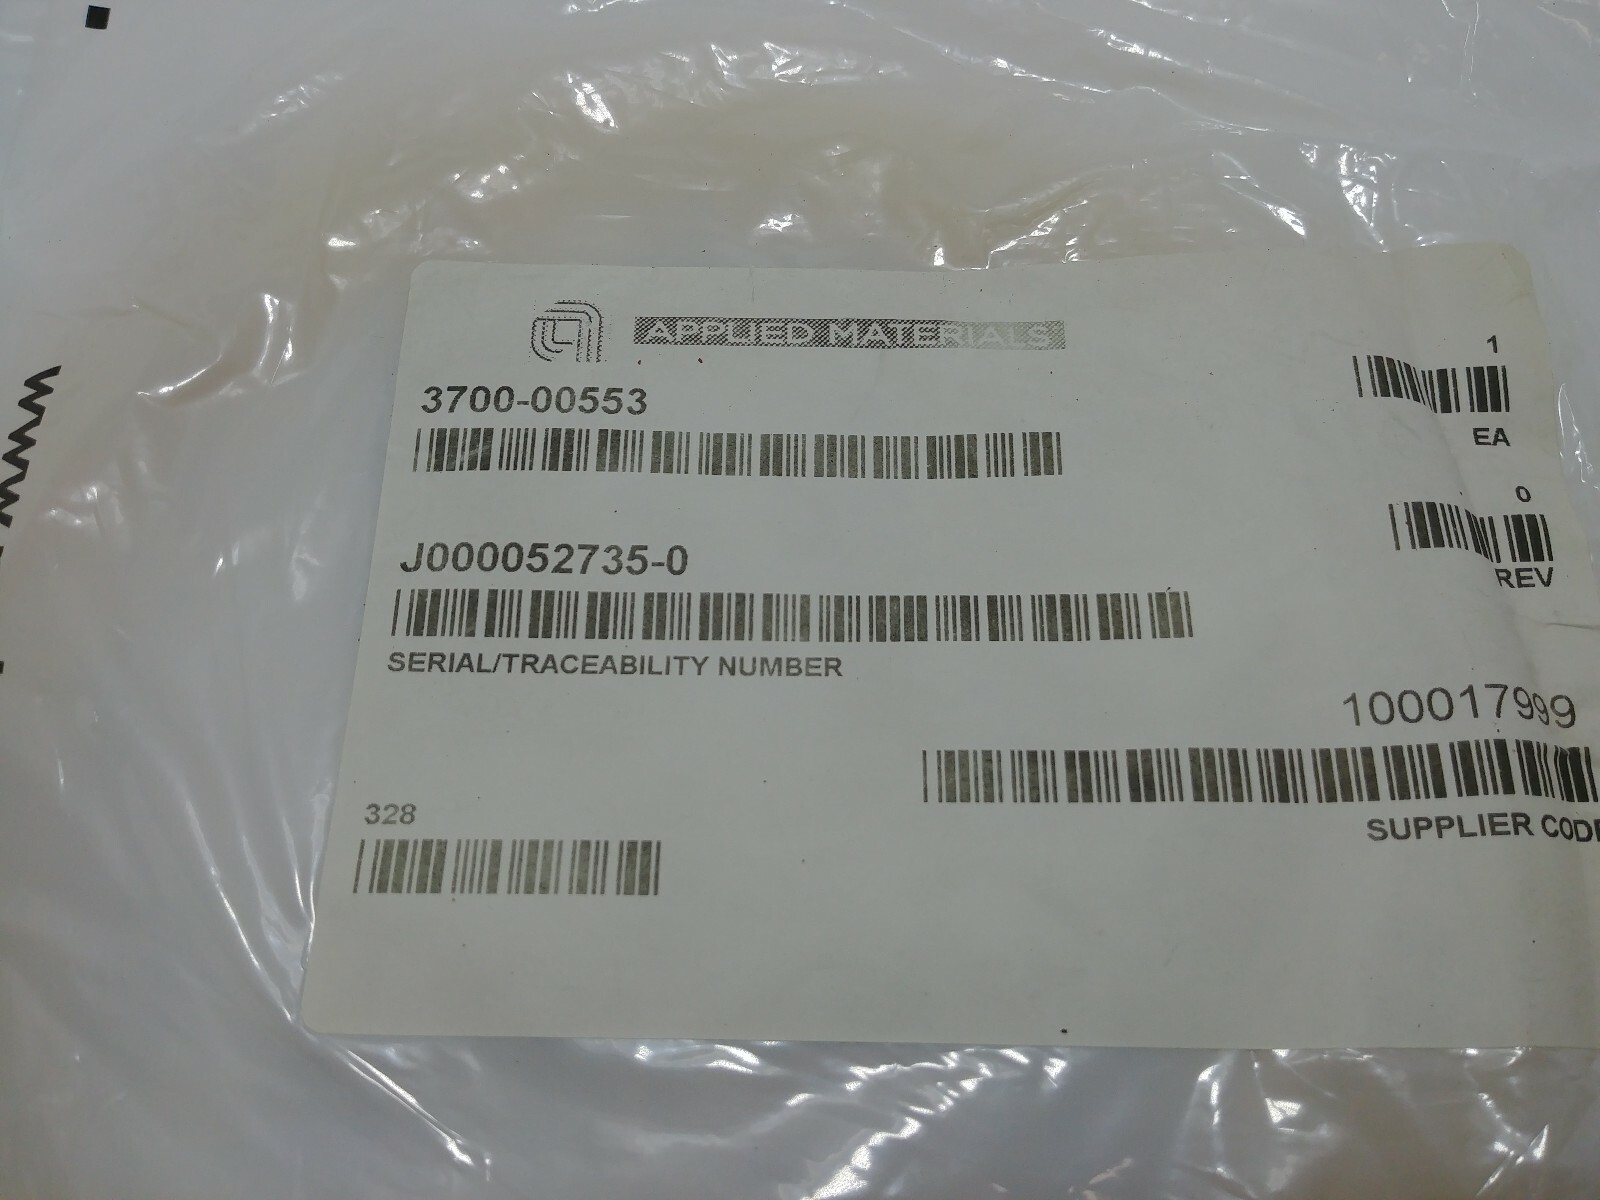 APPLIED MATERIALS
3700-00553
1
EA
0
REV
J000052735-0
SERIAL/TRACEABILITY NUMBER
100017999
SUPPLIER CODE
328